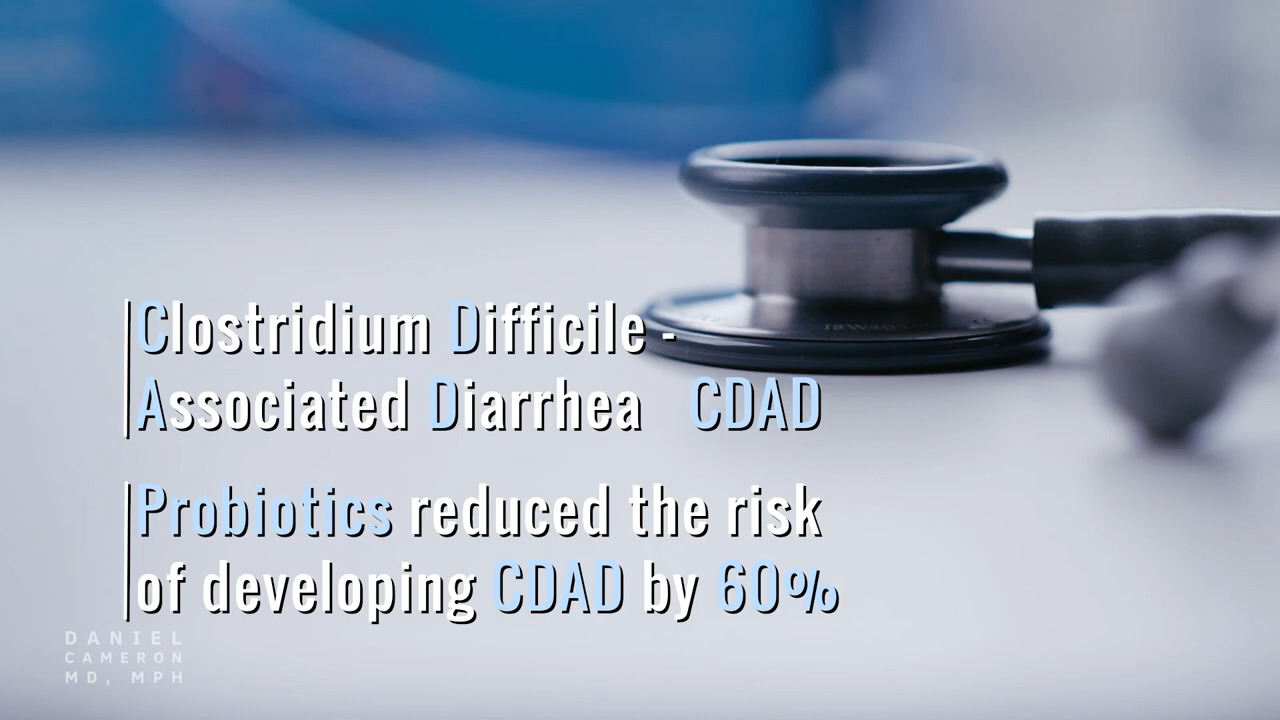 Clostridium Difficile -
Associated Diarrhea CDAD
Probiotics reduced the risk
of developing CDAD by 60%
DANIEL
CAMERON
MD, MPH